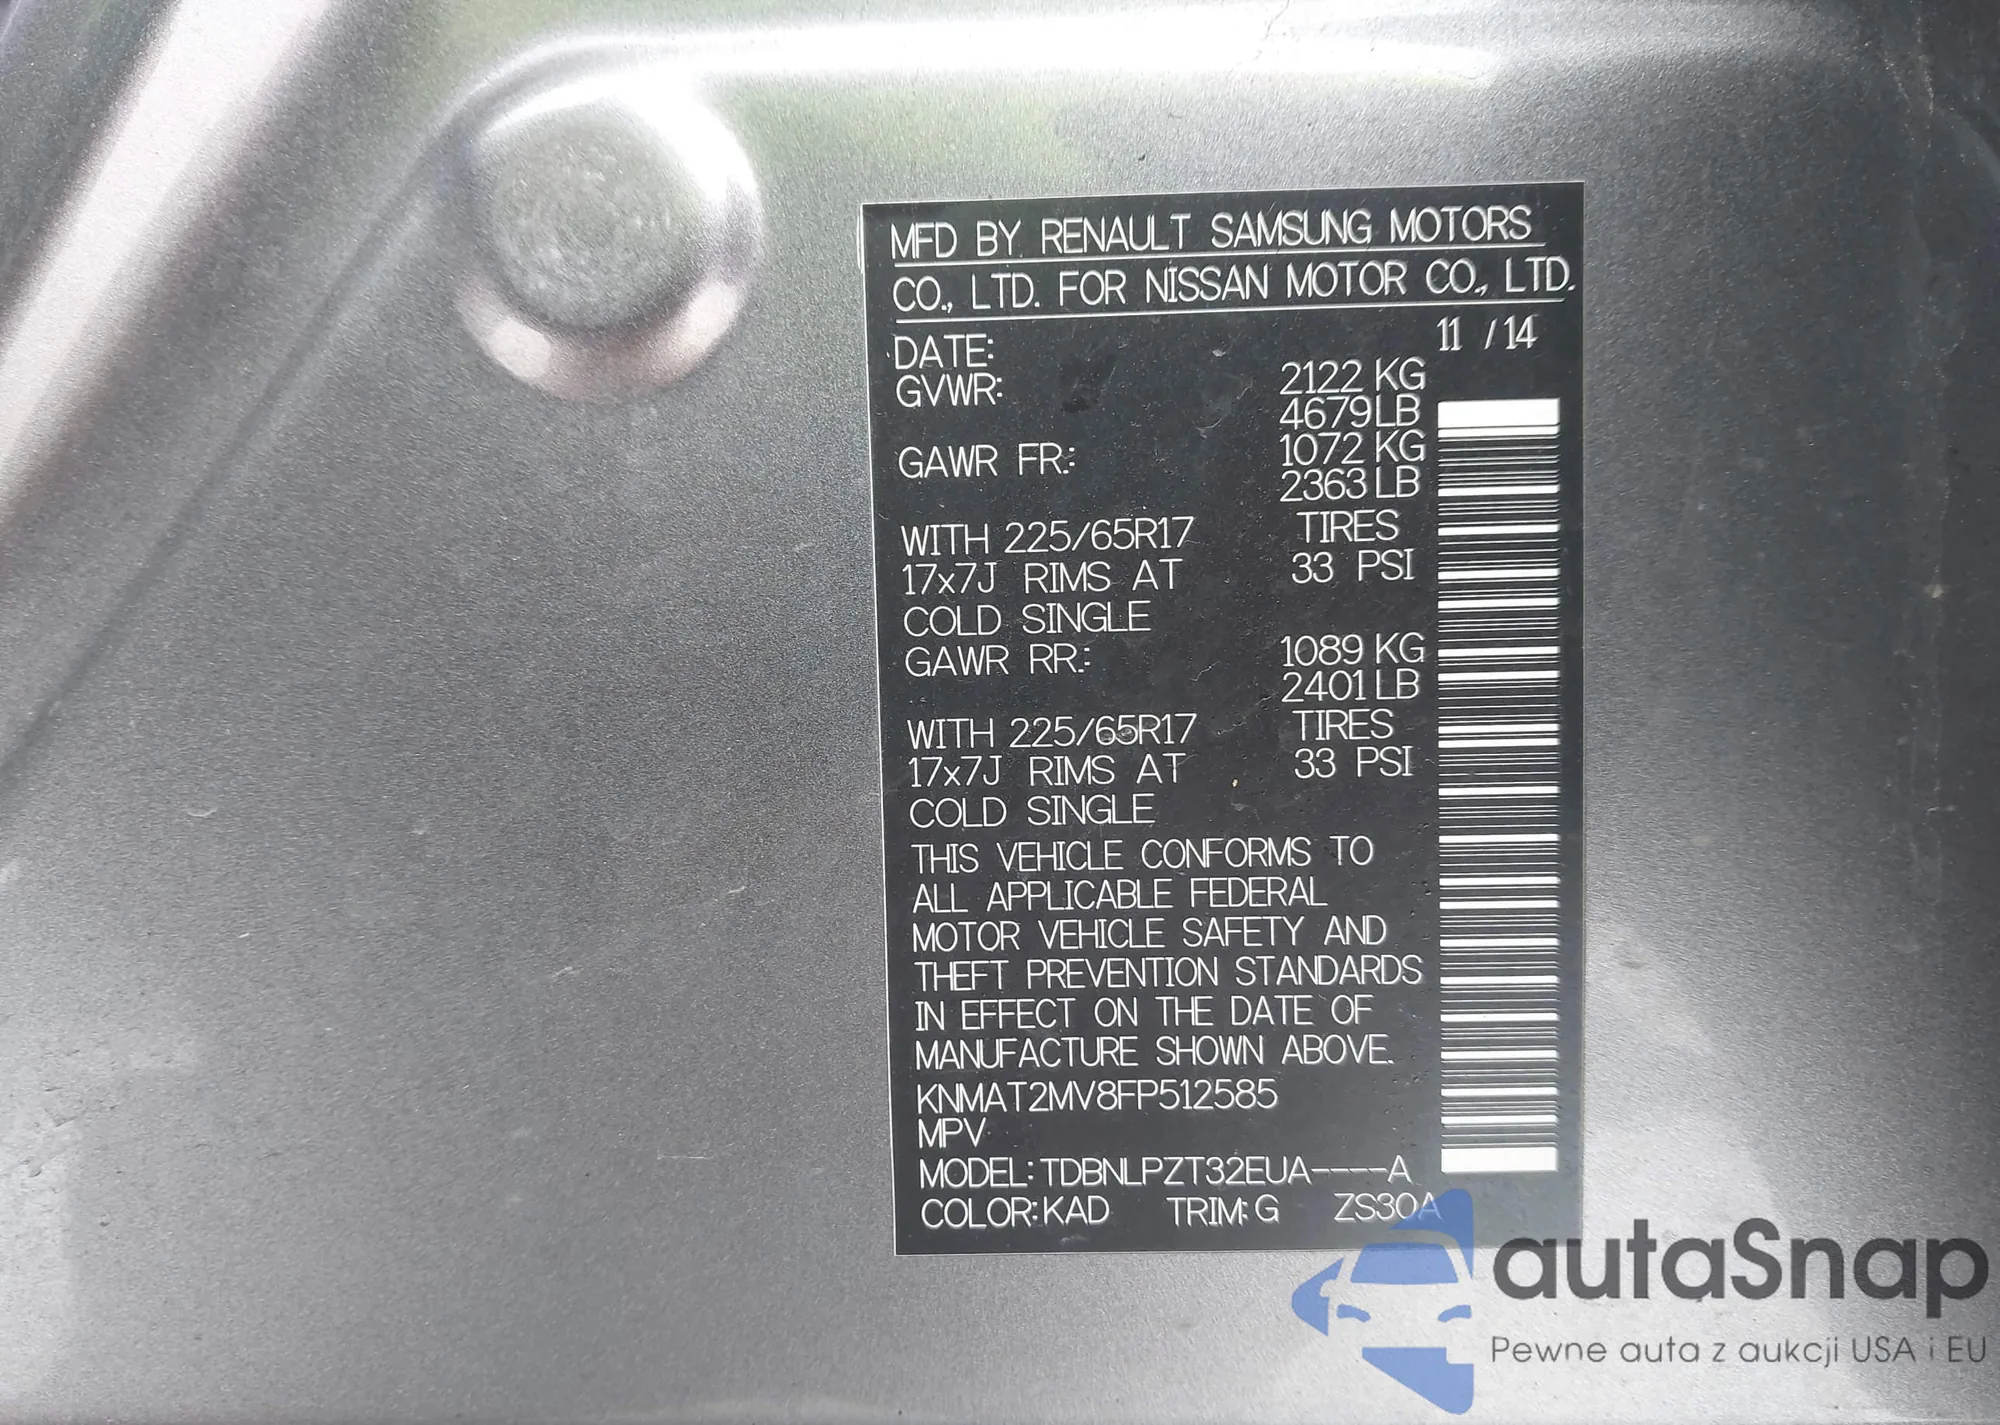 MFD BY RENAULT SAMSUNG MOTORS
CO., LTD. FOR NISSAN MOTOR CO., LTD.
DATE: 11 / 14
GVWR: 2122 KG
4679 LB
GAWR FR.: 1072 KG
2363 LB
WITH 225/65R17 TIRES
17x7J RIMS AT 33 PSI
COLD SINGLE
GAWR RR.: 1089 KG
2401 LB
WITH 225/65R17 TIRES
17x7J RIMS AT 33 PSI
COLD SINGLE
THIS VEHICLE CONFORMS TO
ALL APPLICABLE FEDERAL
MOTOR VEHICLE SAFETY AND
THEFT PREVENTION STANDARDS
IN EFFECT ON THE DATE OF
MANUFACTURE SHOWN ABOVE.
KNMAT2MV8FP512585
MPV
MODEL: TDBNLPZT32EUA----A
COLOR: KAD TRIM: G ZS30A
autaSnap
Pewne auta z aukcji USA i EU